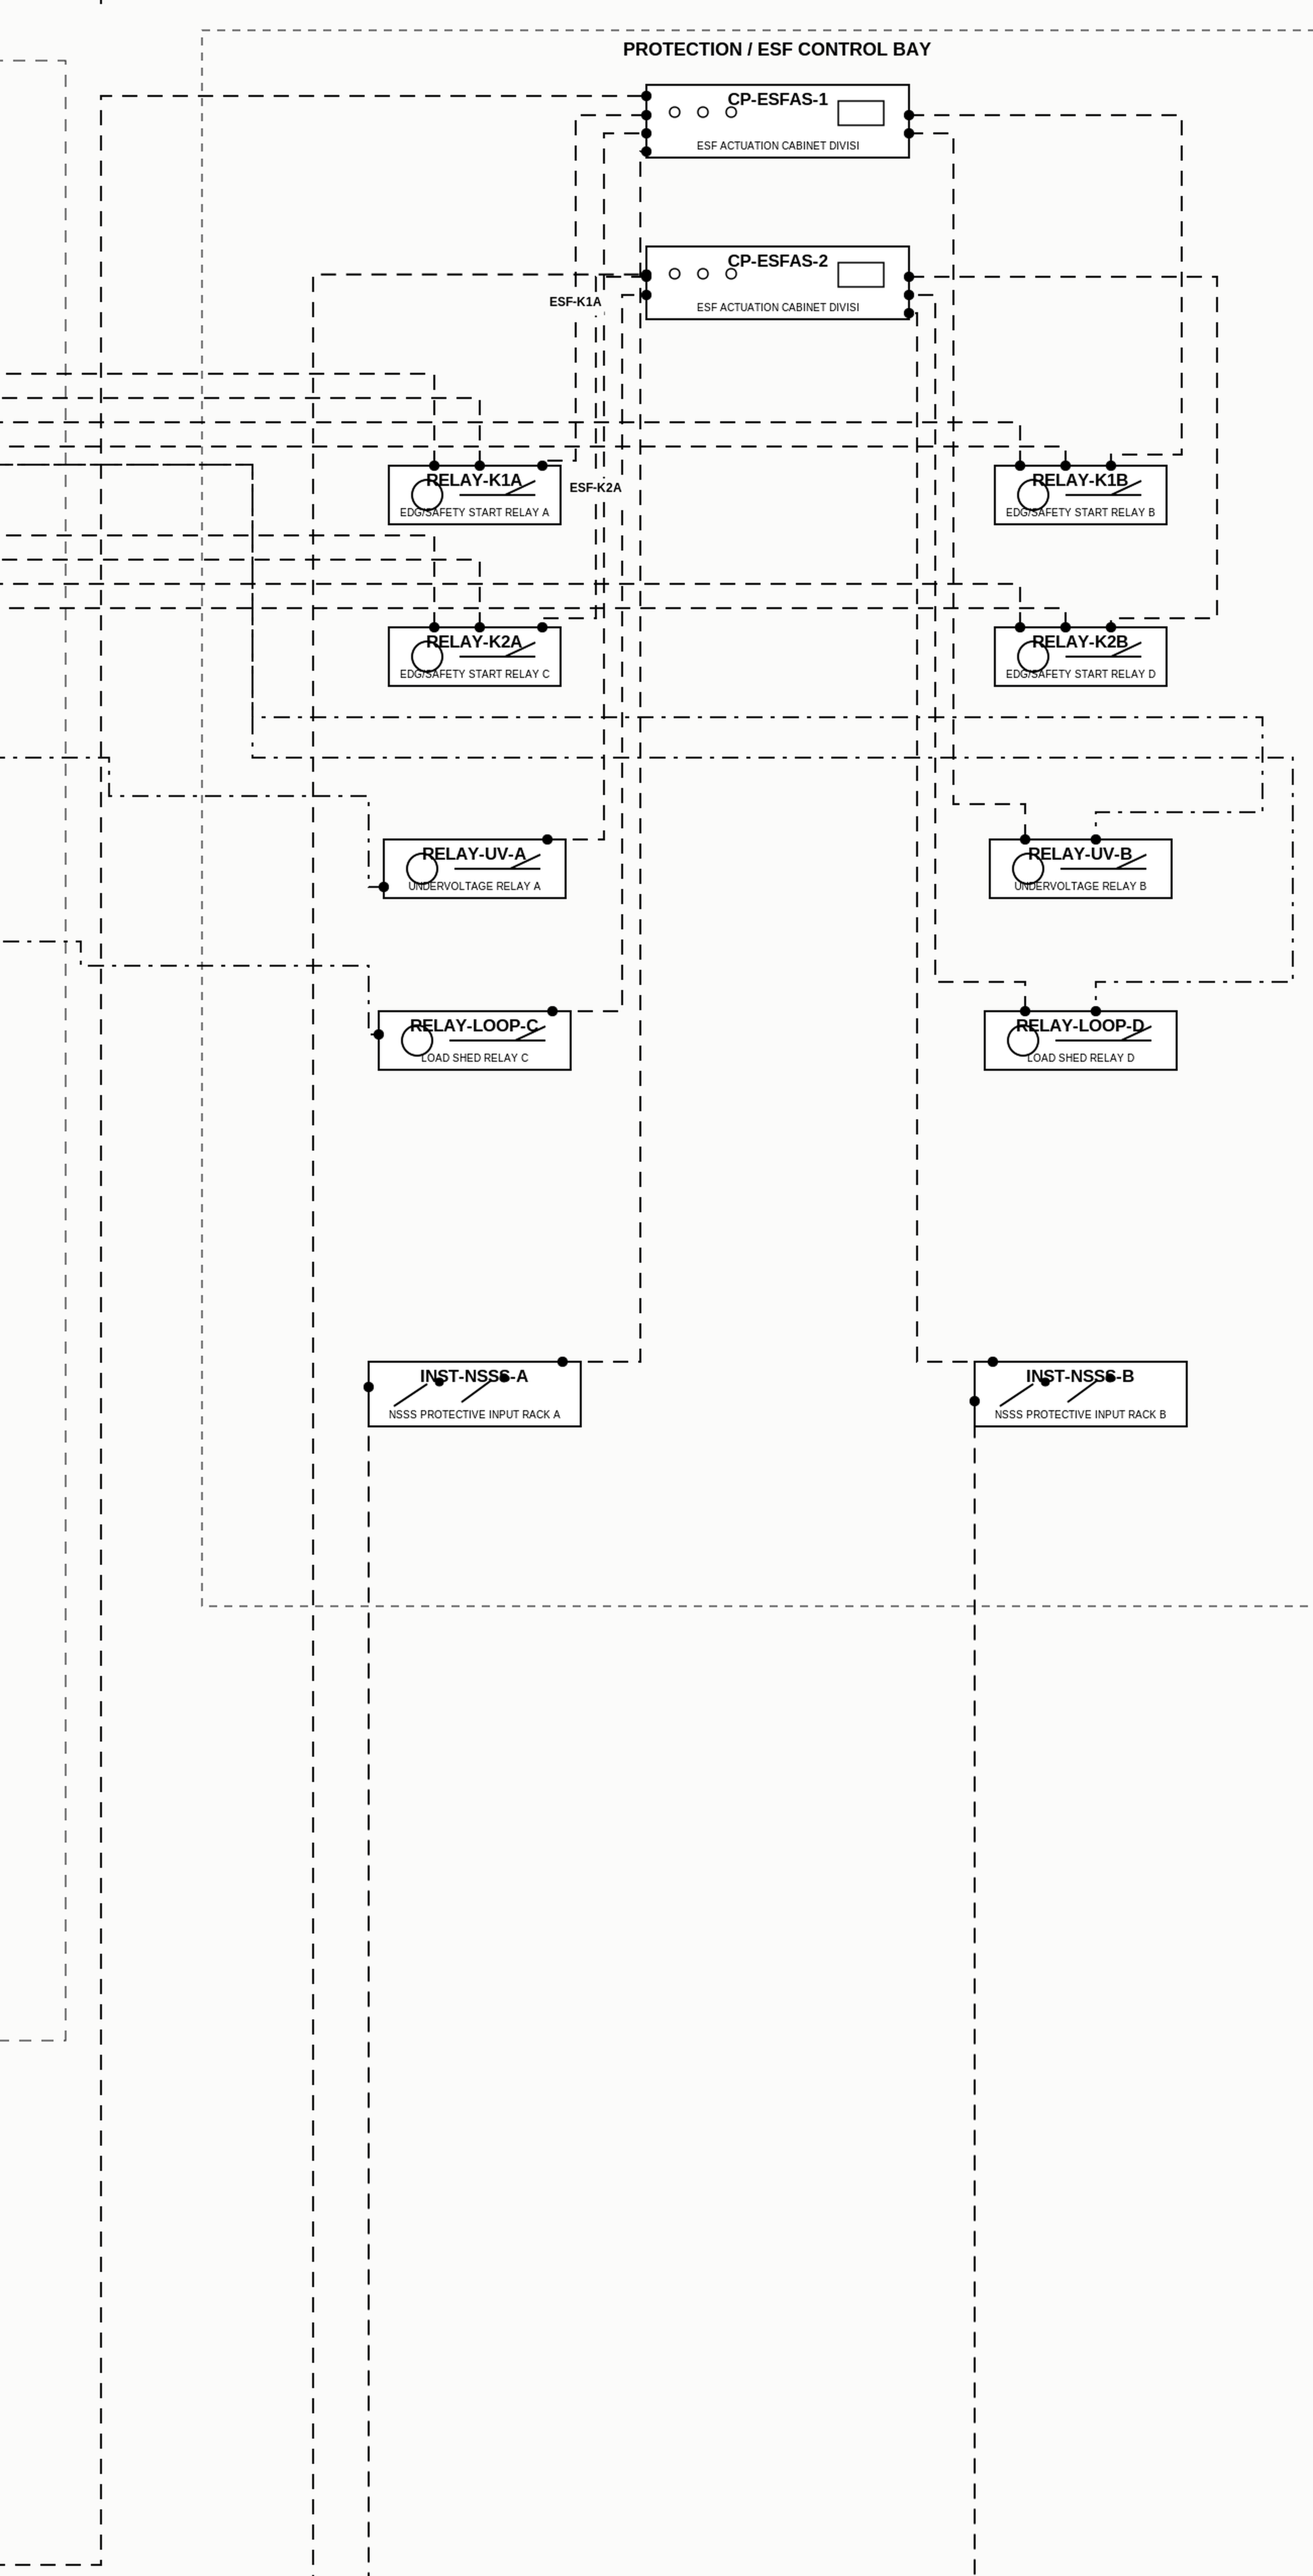 PROTECTION / ESF CONTROL BAY
CP-ESFAS-1
ESF ACTUATION CABINET DIVISI
CP-ESFAS-2
ESF ACTUATION CABINET DIVISI
ESF-K1A
RELAY-K1A
EDG/SAFETY START RELAY A
ESF-K2A
RELAY-K1B
EDG/SAFETY START RELAY B
RELAY-K2A
EDG/SAFETY START RELAY C
RELAY-K2B
EDG/SAFETY START RELAY D
RELAY-UV-A
UNDERVOLTAGE RELAY A
RELAY-UV-B
UNDERVOLTAGE RELAY B
RELAY-LOOP-C
LOAD SHED RELAY C
RELAY-LOOP-D
LOAD SHED RELAY D
INST-NSSS-A
NSSS PROTECTIVE INPUT RACK A
INST-NSSS-B
NSSS PROTECTIVE INPUT RACK B